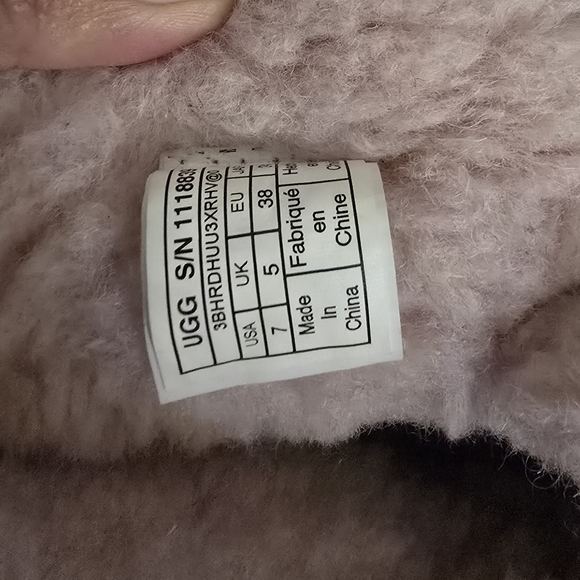 UGG S/N 111883
3BHRDHUU3XRHV@
USA UK EU
7 5 38
Made In China
Fabriqué en Chine